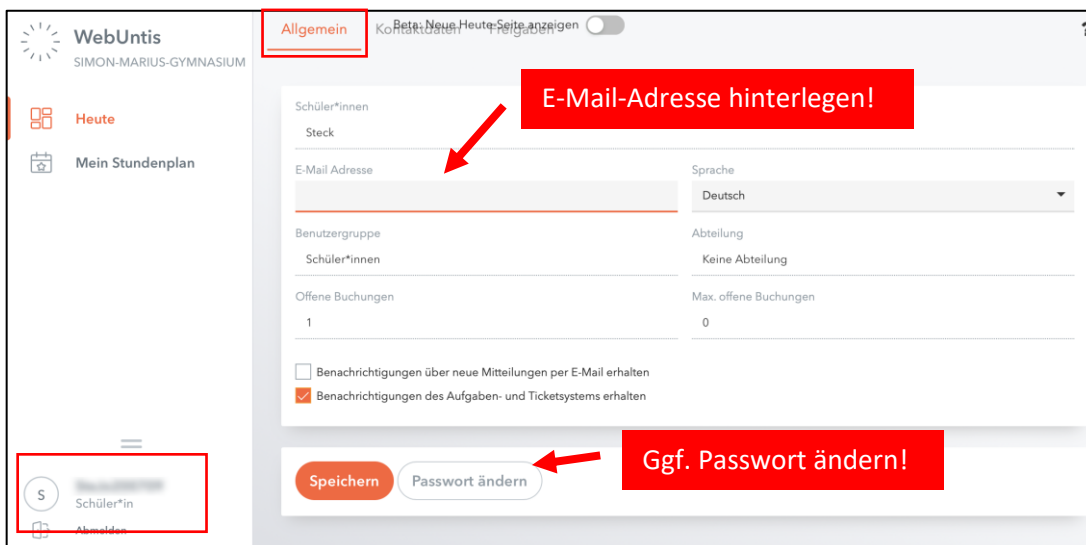 WebUntis
SIMON-MARIUS-GYMNASIUM
Heute
Mein Stundenplan
Allgemein
Kontaktdaten
Freigaben
Beta: Neue Heute-Seite anzeigen
?
E-Mail-Adresse hinterlegen!
Schüler*innen
Steck
E-Mail Adresse
Sprache
Deutsch
Benutzergruppe
Abteilung
Schüler*innen
Keine Abteilung
Offene Buchungen
Max. offene Buchungen
1
0
Benachrichtigungen über neue Mitteilungen per E-Mail erhalten
Benachrichtigungen des Aufgaben- und Ticketsystems erhalten
Ggf. Passwort ändern!
Speichern
Passwort ändern
S
Schüler*in
Abmelden